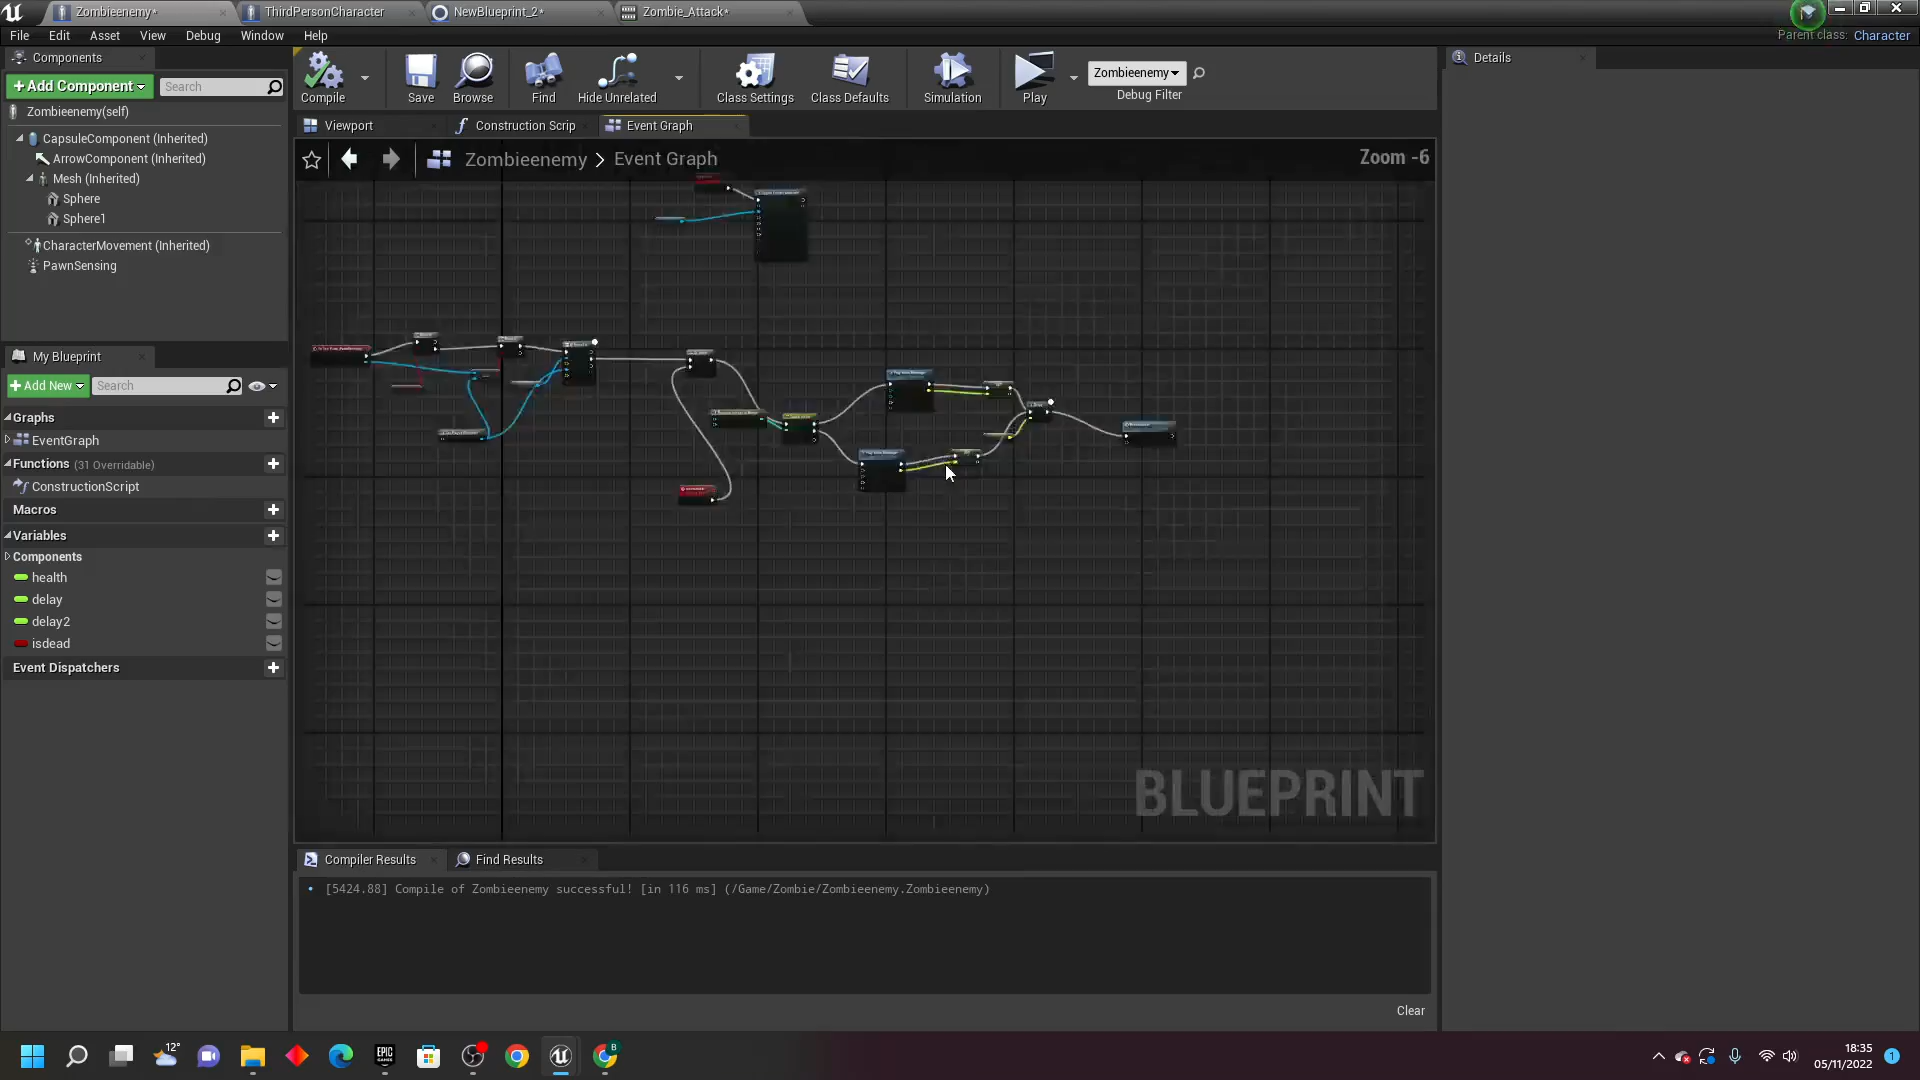 Zombieenemy*
ThirdPersonCharacter
NewBlueprint_2*
Zombie_Attack*
File Edit Asset View Debug Window Help
Parent class: Character
Components
+ Add Component
Search
Zombieenemy(self)
CapsuleComponent (Inherited)
ArrowComponent (Inherited)
Mesh (Inherited)
Sphere
Sphere1
CharacterMovement (Inherited)
PawnSensing
Compile
Save
Browse
Find
Hide Unrelated
Class Settings
Class Defaults
Simulation
Play
Zombieenemy
Debug Filter
Details
Viewport
Construction Scrip
Event Graph
Zombieenemy > Event Graph
Zoom -6
My Blueprint
+ Add New
Search
Graphs
EventGraph
Functions (31 Overridable)
ConstructionScript
Macros
Variables
Components
health
delay
delay2
isdead
Event Dispatchers
BLUEPRINT
Compiler Results
Find Results
[5424.88] Compile of Zombieenemy successful! [in 116 ms] (/Game/Zombie/Zombieenemy.Zombieenemy)
Clear
12°
EPIC
GAMES
B
18:35
05/11/2022
1